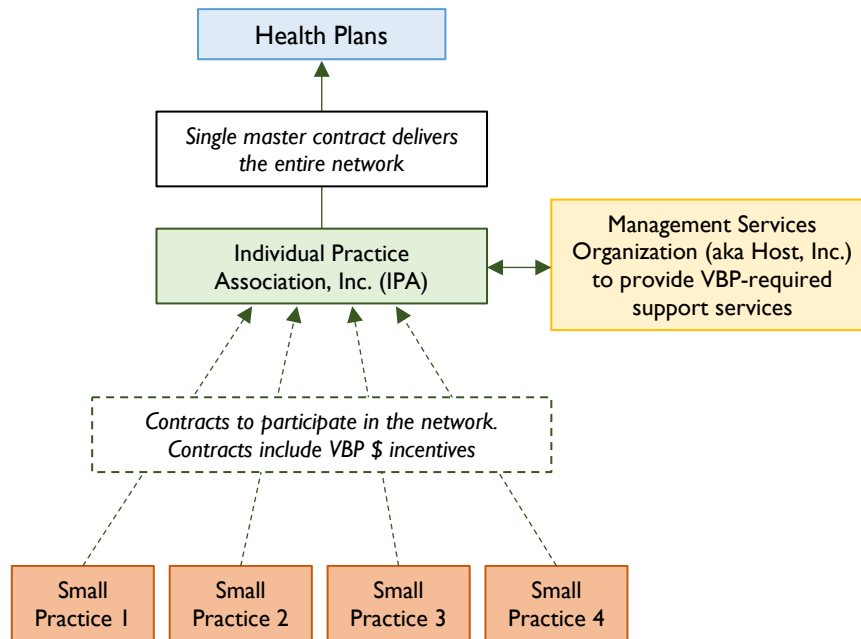 Health Plans
Single master contract delivers
the entire network
Individual Practice
Association, Inc. (IPA)
Management Services
Organization (aka Host, Inc.)
to provide VBP-required
support services
Contracts to participate in the network.
Contracts include VBP $ incentives
Small
Practice 1
Small
Practice 2
Small
Practice 3
Small
Practice 4